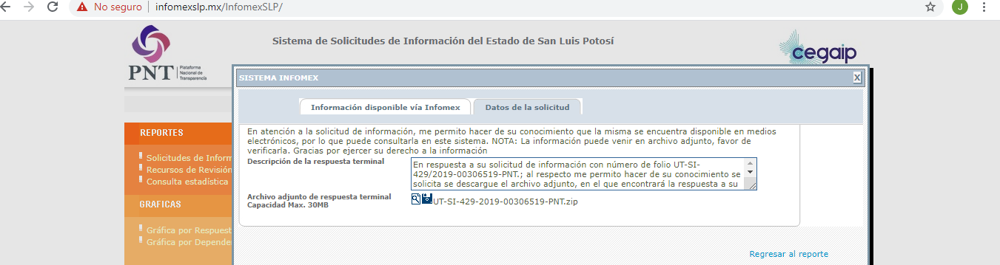 No seguro | infomexslp.mx/InfomexSLP/
J
Sistema de Solicitudes de Información del Estado de San Luis Potosí
PNT
Plataforma
Nacional de
Transparencia
cegaip
SISTEMA INFOMEX
X
Información disponible vía Infomex
Datos de la solicitud
REPORTES
Solicitudes de Inform
Recursos de Revisión
Consulta estadística
GRAFICAS
Gráfica por Respuest
Gráfica por Depende
En atención a la solicitud de información, me permito hacer de su conocimiento que la misma se encuentra disponible en medios
electrónicos, por lo que puede consultarla en este sistema. NOTA: La información puede venir en archivo adjunto, favor de
verificarla. Gracias por ejercer su derecho a la información
Descripción de la respuesta terminal
En respuesta a su solicitud de información con número de folio UT-SI-
429/2019-00306519-PNT.; al respecto me permito hacer de su conocimiento se
solicita se descargue el archivo adjunto, en el que encontrará la respuesta a su
Archivo adjunto de respuesta terminal
Capacidad Max. 30MB
UT-SI-429-2019-00306519-PNT.zip
Regresar al reporte